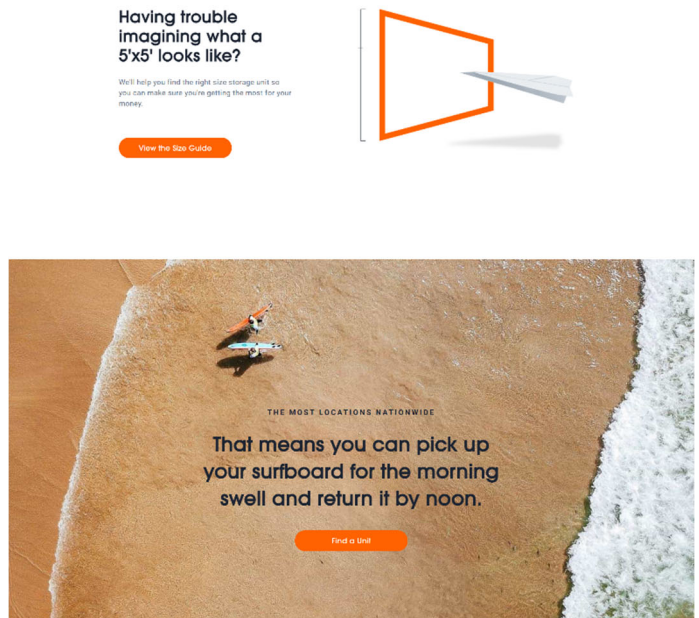 Having trouble
imagining what a
5'x5' looks like?
We'll help you find the right size storage unit so
you can make sure you're getting the most for your
money.
View the Size Guide
THE MOST LOCATIONS NATIONWIDE
That means you can pick up
your surfboard for the morning
swell and return it by noon.
Find a Unit